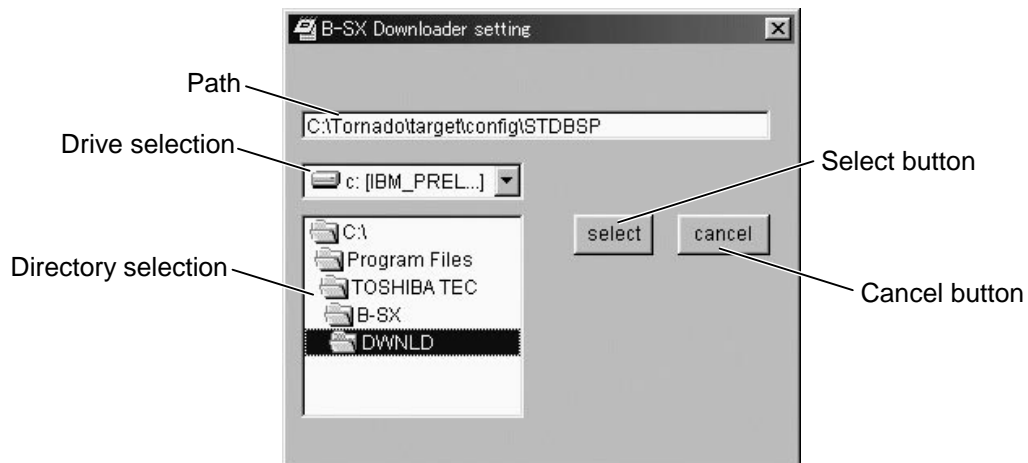 B-SX Downloader setting
Path
C:\Tornado\target\config\STDBSP
Drive selection
c: [IBM_PREL...]
Select button
select
cancel
C:\
Program Files
Directory selection
TOSHIBA TEC
Cancel button
B-SX
DWNLD